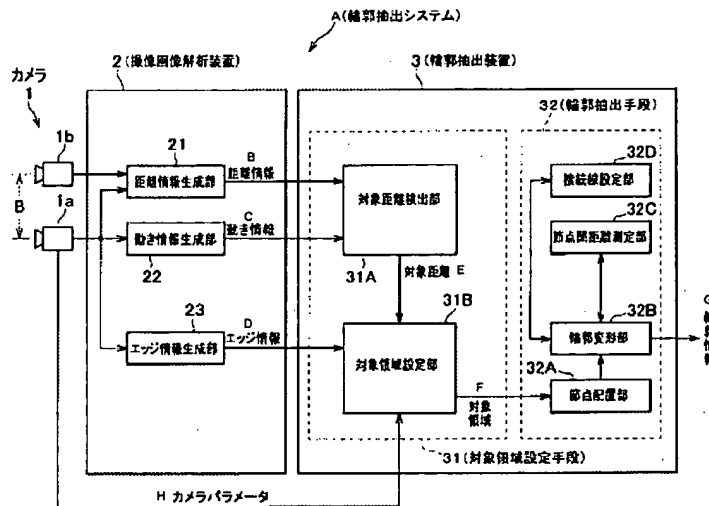 A(輪郭抽出システム)
カメラ
1
1b
B
1a
2(撮像画像解析装置)
21
距離情報生成部
B
距離情報
C
動き情報
動き情報生成部
22
23
D
エッジ情報
エッジ情報生成部
3(輪郭抽出装置)
対象距離検出部
31A
対象距離 E
31B
対象領域設定部
F
対象
領域
31(対象領域設定手段)
32(輪郭抽出手段)
32D
接続線設定部
32C
節点間距離測定部
32B
輪郭変形部
32A
節点配置部
G
輪郭情報
H カメラパラメータ